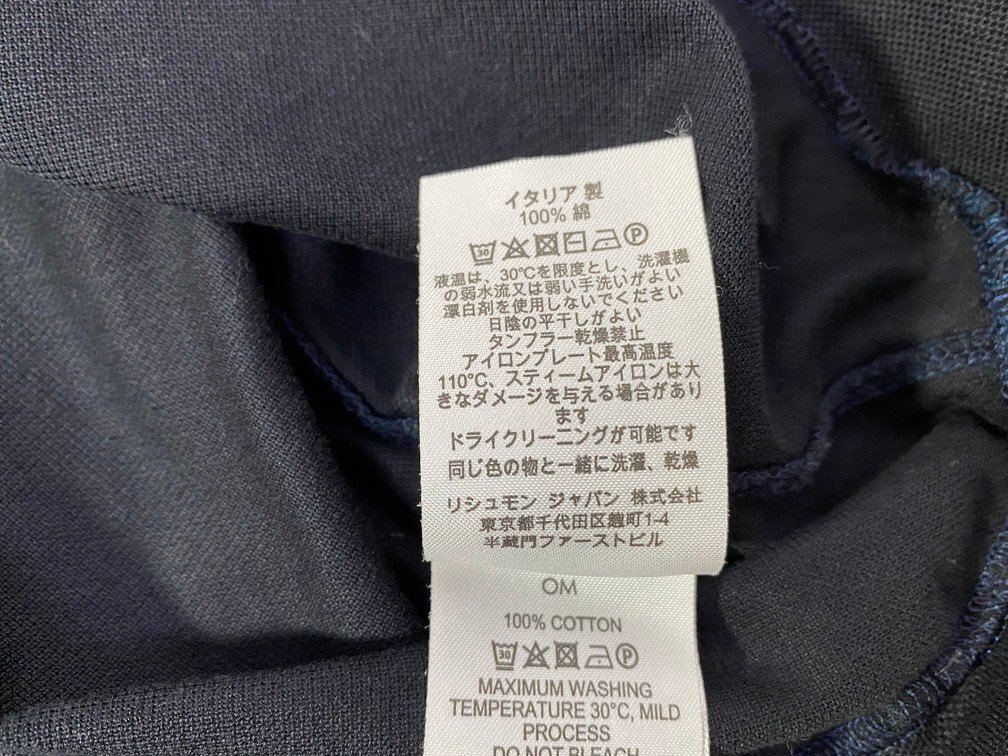 イタリア 製
100% 綿
30 P
液温は、30℃を限度とし、洗濯機
の弱水流又は弱い手洗いがよい
漂白剤を使用しないでください
日陰の平干しがよい
タンブラー乾燥禁止
アイロンプレート最高温度
110°C、スティームアイロンは大
きなダメージを与える場合があり
ます
ドライクリーニングが可能です
同じ色の物と一緒に洗濯、乾燥
リシュモン ジャパン 株式会社
東京都千代田区麹町1-4
半蔵門ファーストビル
OM
100% COTTON
30 P
MAXIMUM WASHING
TEMPERATURE 30°C, MILD
PROCESS
DO NOT BLEACH